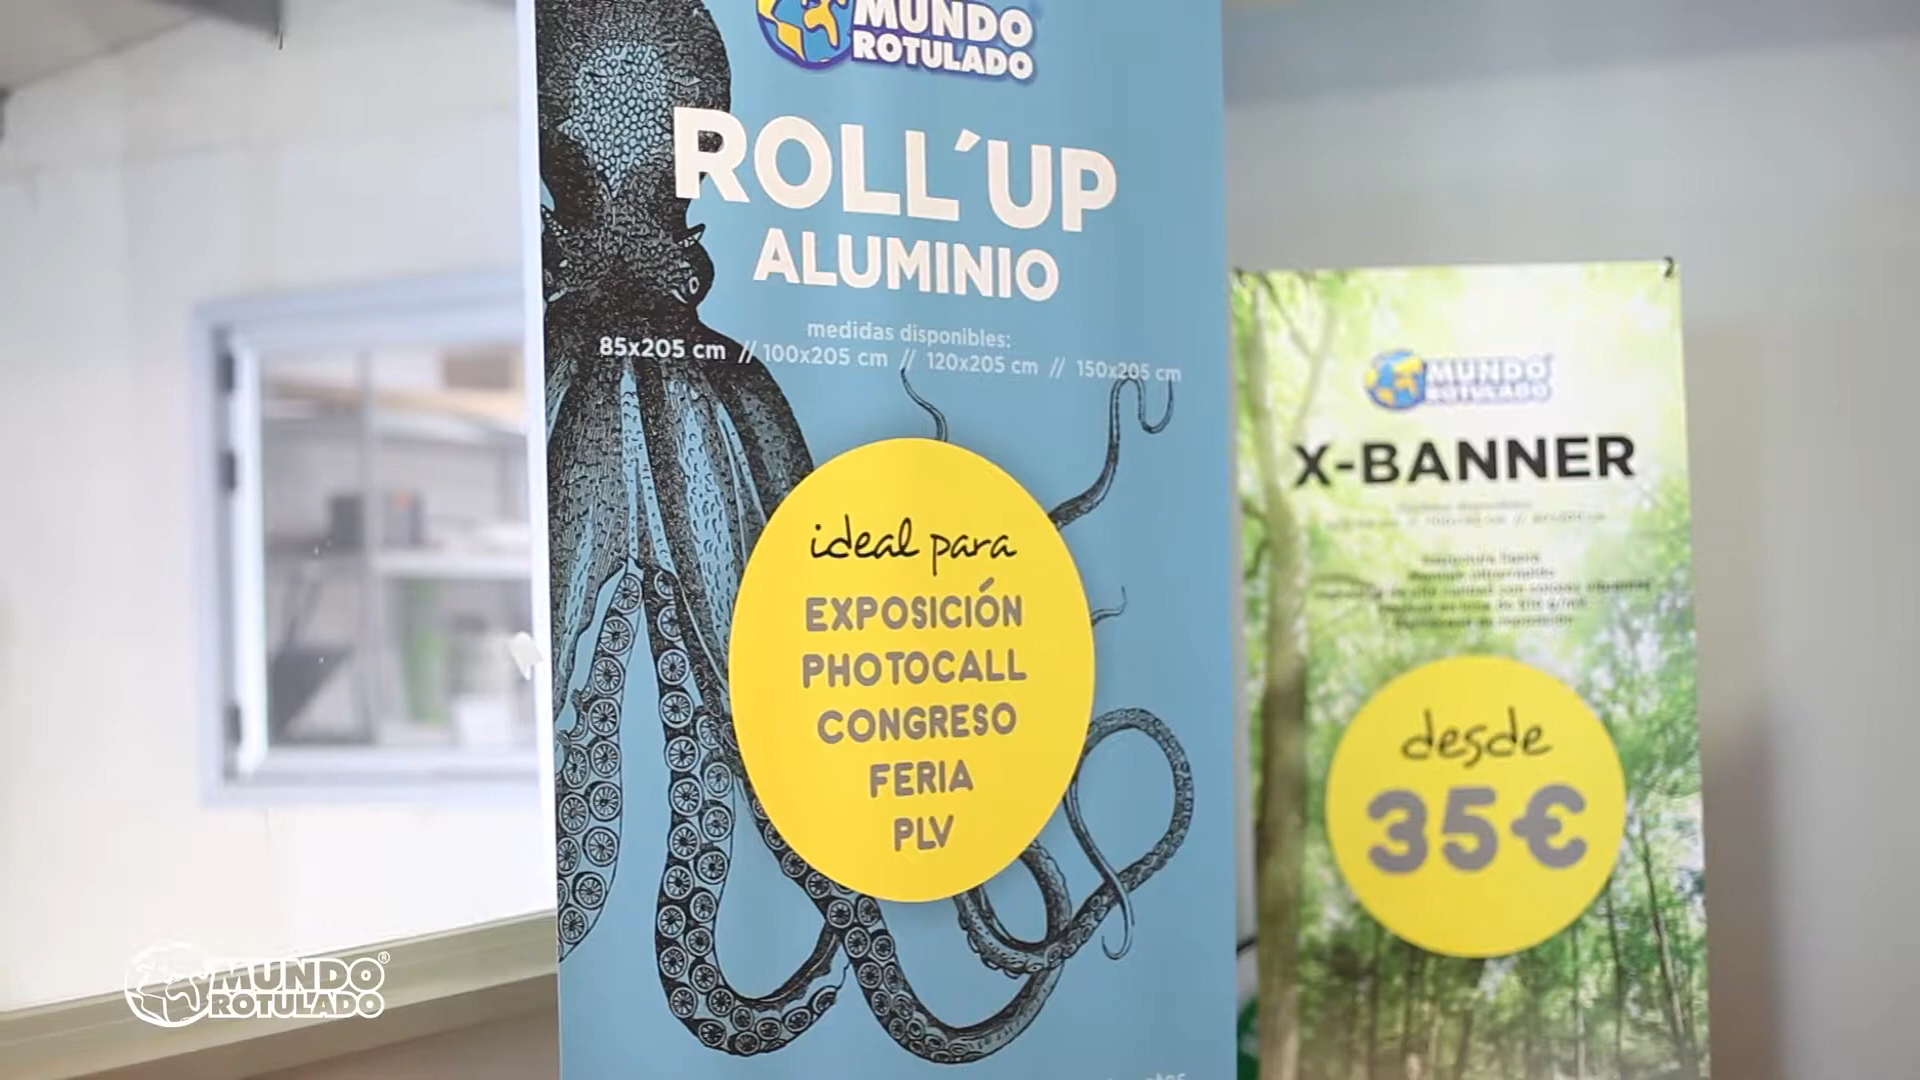 MUNDO
ROTULADO
ROLL´UP
ALUMINIO
medidas disponibles:
85x205 cm // 100x205 cm // 120x205 cm // 150x205 cm
ideal para
EXPOSICIÓN
PHOTOCALL
CONGRESO
FERIA
PLV
MUNDO
ROTULADO
X-BANNER
desde
35€
MUNDO®
ROTULADO